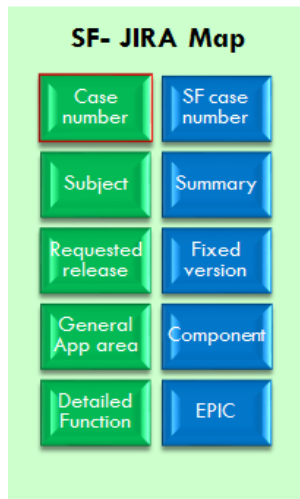 SF- JIRA Map
Case
number
SF case
number
Subject
Summary
Requested
release
Fixed
version
General
App area
Component
Detailed
Function
EPIC